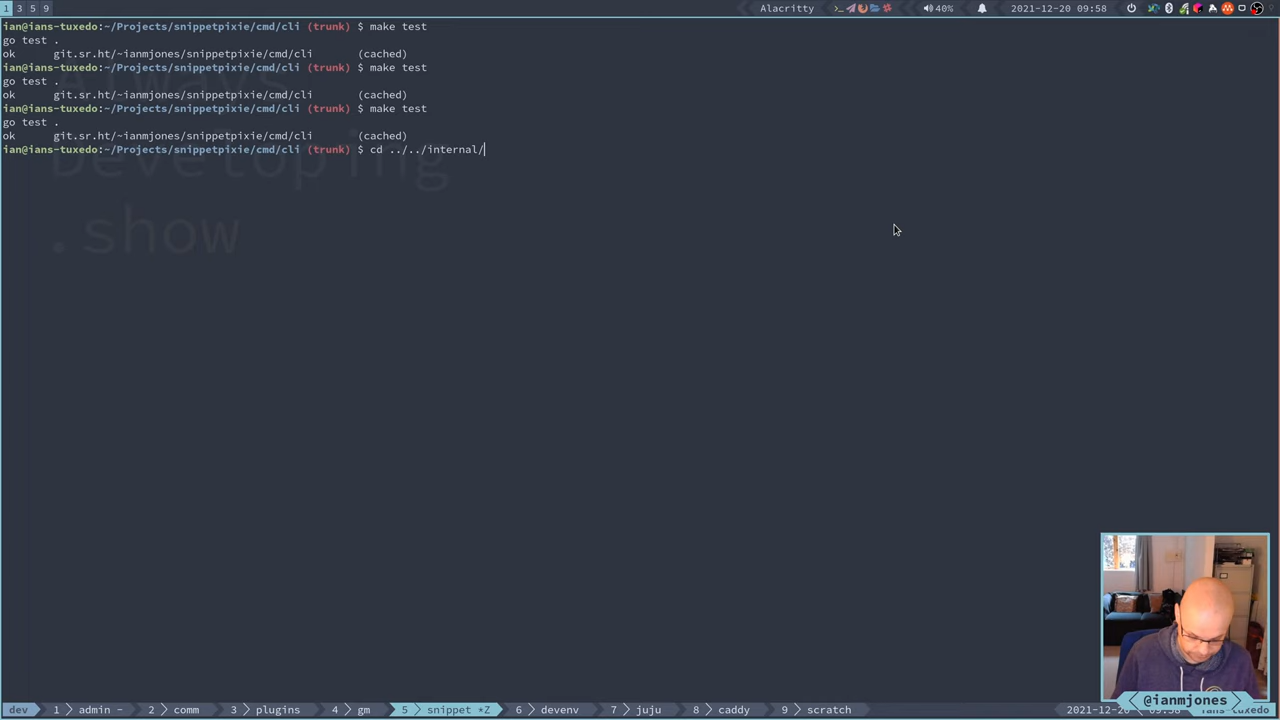 1 3 5 9
Alacritty
40%
2021-12-20 09:58
ian@ians-tuxedo:~/Projects/snippetpixie/cmd/cli (trunk) $ make test
go test .
ok git.sr.ht/~ianmjones/snippetpixie/cmd/cli (cached)
ian@ians-tuxedo:~/Projects/snippetpixie/cmd/cli (trunk) $ make test
go test .
ok git.sr.ht/~ianmjones/snippetpixie/cmd/cli (cached)
ian@ians-tuxedo:~/Projects/snippetpixie/cmd/cli (trunk) $ make test
go test .
ok git.sr.ht/~ianmjones/snippetpixie/cmd/cli (cached)
ian@ians-tuxedo:~/Projects/snippetpixie/cmd/cli (trunk) $ cd ../../internal/
Always
Developing
.show
@ianmjones
dev 1 admin - 2 comm 3 plugins 4 gm 5 snippet *Z 6 devenv 7 juju 8 caddy 9 scratch